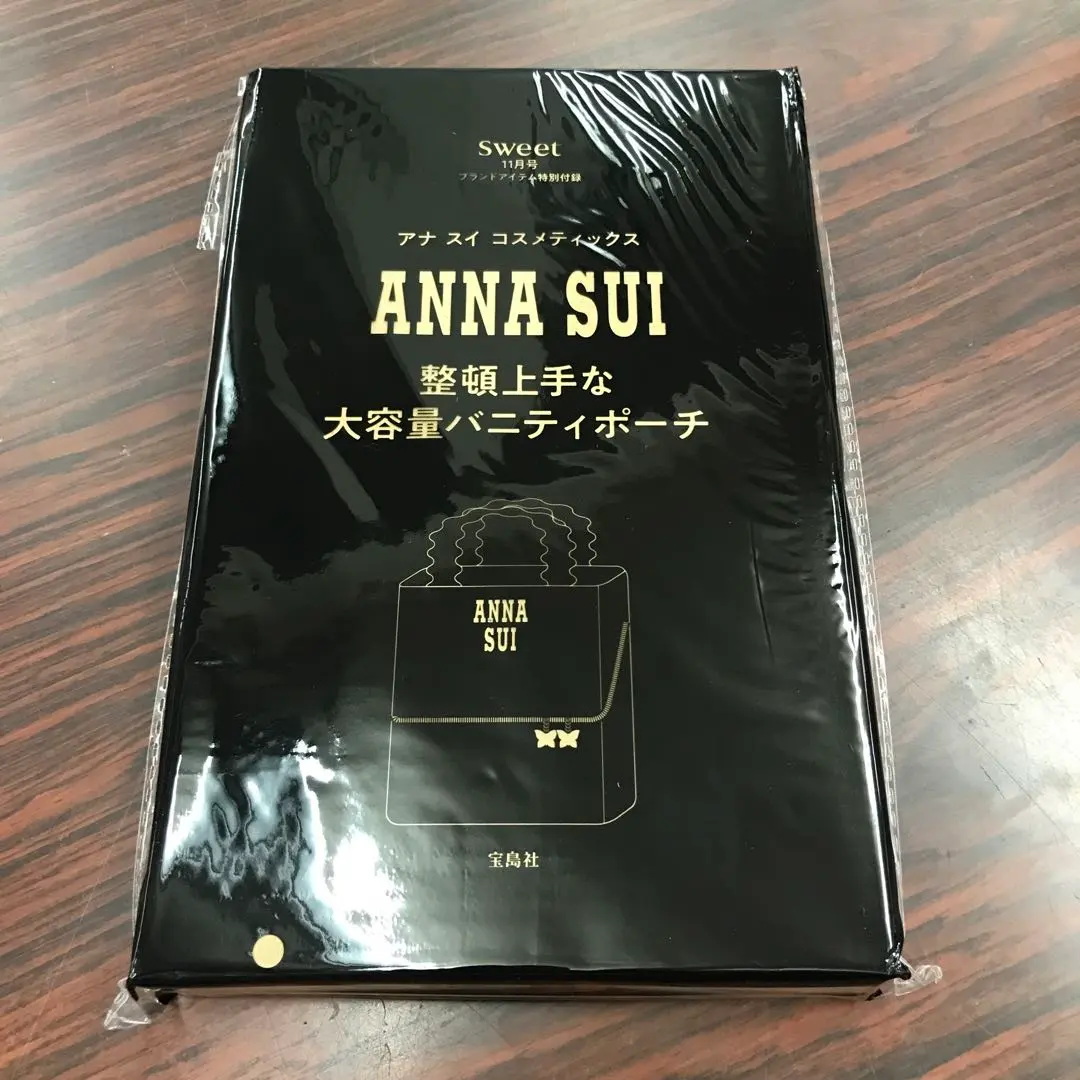 sweet
11月号
ブランドアイテム特別付録
アナ スイ コスメティックス
ANNA SUI
整頓上手な
大容量バニティポーチ
ANNA
SUI
宝島社